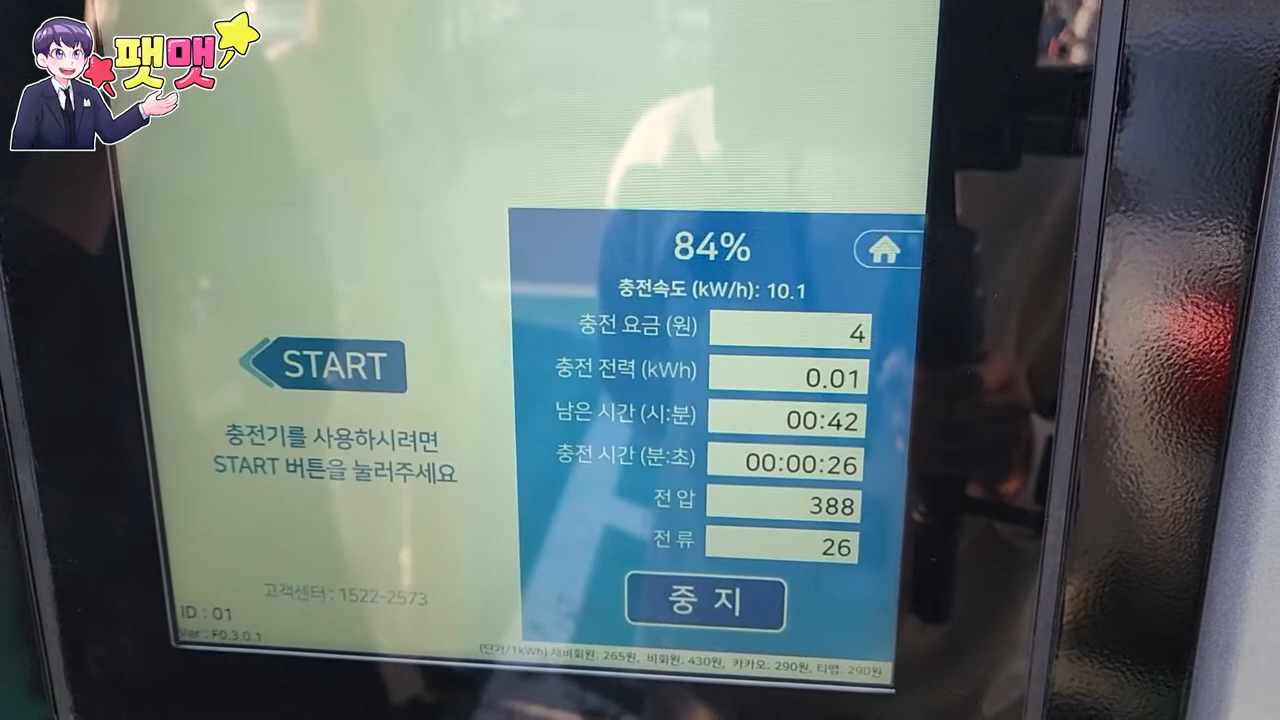 팻맷
84%
충전속도 (kW/h): 10.1
충전 요금 (원) 4
충전 전력 (kWh) 0.01
남은 시간 (시:분) 00:42
충전 시간 (분:초) 00:00:26
전 압 388
전 류 26
중 지
START
충전기를 사용하시려면
START 버튼을 눌러주세요
고객센터 : 1522-2573
ID : 01
Ver : F0.3.0.1
(단가/1kWh) 제비회원: 265원, 비회원: 430원, 카카오: 290원, 티맵: 290원